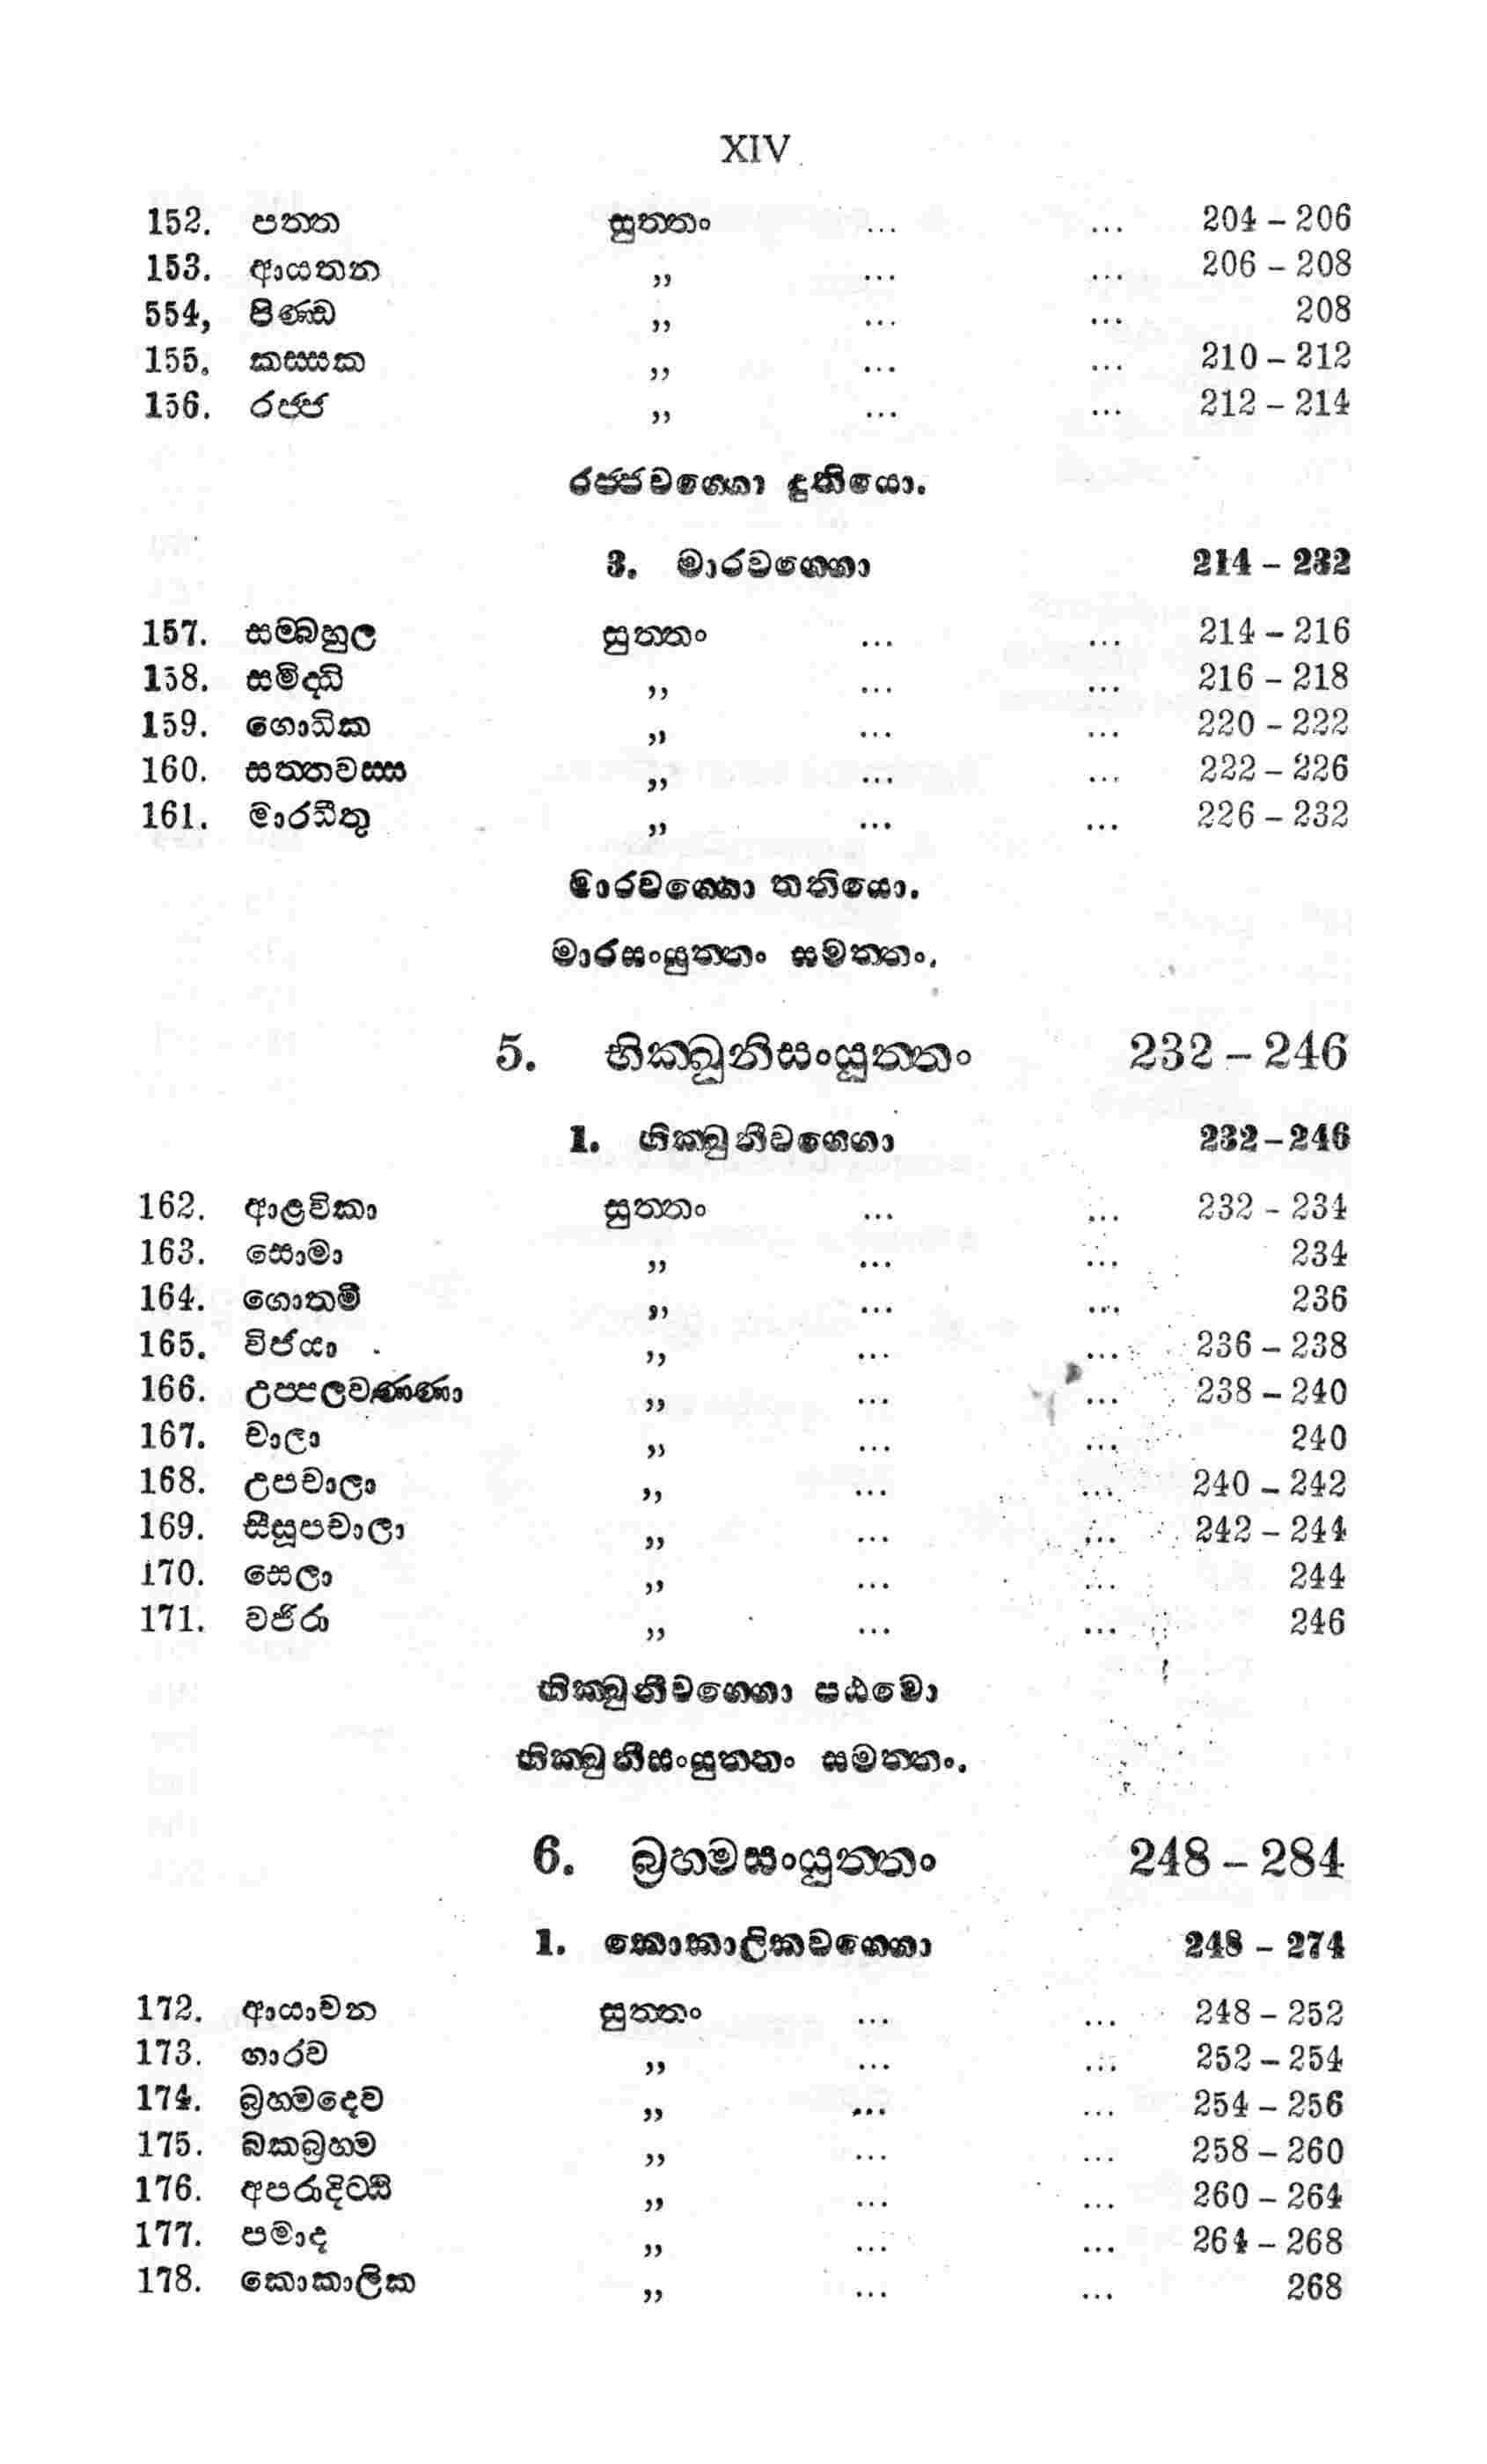 XIV
152. පත්‍ත සුත්‍තං ... ... 204 – 206
153. ආයතන ,, ... ... 206 – 208
554, පිණ්‍ඩ ,, ... ... 208
155. කස්‍සක ,, ... ... 210 – 212
156. රජ්‍ජ ,, ... ... 212 – 214
රජ්‍ජවග්‍ගො දුතියො.
3. මාරවග්‍ගො 214 – 232
157. සම්‍බහුල සුත්‍තං ... ... 214 – 216
158. සමිද්‍ධි ,, ... ... 216 – 218
159. ගොධික ,, ... ... 220 – 222
160. සත්‍තවස්‍ස ,, ... ... 222 – 226
161. මාරධීතු ,, ... ... 226 – 232
මාරවග්‍ගො තතියො.
මාරසංයුත්‍තං සමත්‍තං.
5. භික්‍ඛුනිසංයුත්‍තං 232 – 246
1. භික්‍ඛුනීවග්‍ගො 232 – 246
162. ආළවිකා සුත්‍තං ... ... 232 – 234
163. සොමා ,, ... ... 234
164. ගොතමී ,, ... ... 236
165. විජයා ,, ... ... 236 – 238
166. උප්‍පලවණ්‍ණා ,, ... ... 238 – 240
167. චාලා ,, ... ... 240
168. උපචාලා ,, ... ... 240 – 242
169. සීසූපචාලා ,, ... ... 242 – 244
170. සෙලා ,, ... ... 244
171. වජිරා ,, ... ... 246
භික්‍ඛුනීවග්‍ගො පඨමො
භික්‍ඛුනීසංයුත්‍තං සමත්‍තං.
6. බ්‍රහ්‍මසංයුත්‍තං 248 – 284
1. කොකාලිකවග්‍ගො 248 – 274
172. ආයාචන සුත්‍තං ... ... 248 – 252
173. ගාරව ,, ... ... 252 – 254
174. බ්‍රහ්‍මදෙව ,, ... ... 254 – 256
175. බකබ්‍රහ්‍ම ,, ... ... 258 – 260
176. අපරාදිට්‍ඨි ,, ... ... 260 – 264
177. පමාද ,, ... ... 264 – 268
178. කොකාලික ,, ... ... 268